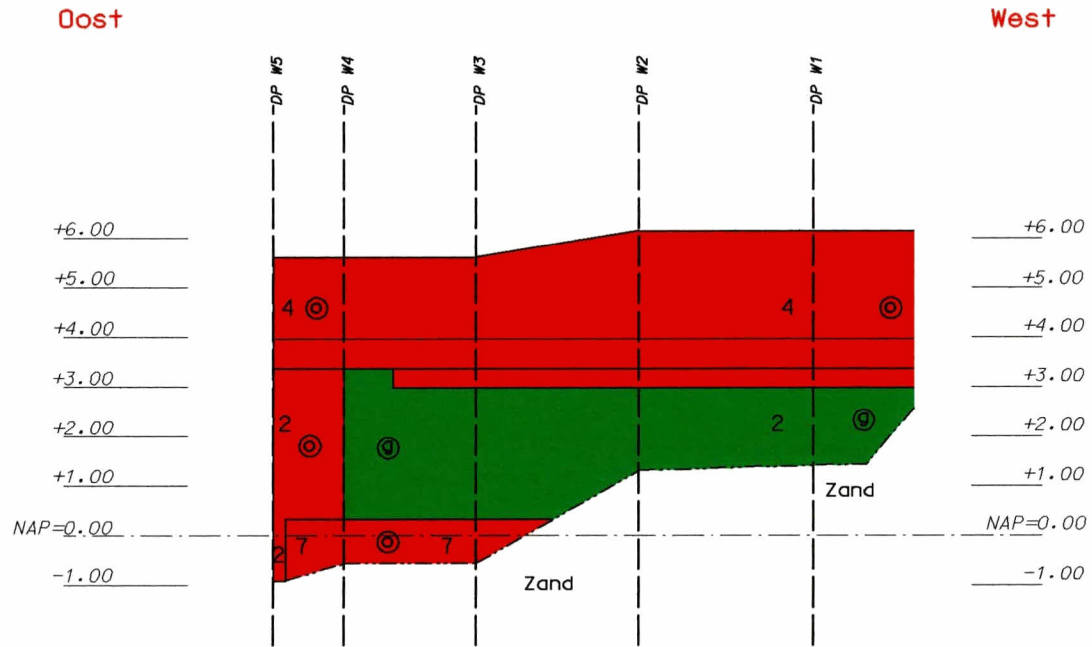 Oost
West
DP W5
DP W4
DP W3
DP W2
DP W1
+6.00
+6.00
+5.00
+5.00
4 o
4 o
+4.00
+4.00
+3.00
+3.00
2
2 g
+2.00
+2.00
o
g
+1.00
+1.00
Zand
NAP=0.00
NAP=0.00
2
7 o 7
-1.00
-1.00
Zand